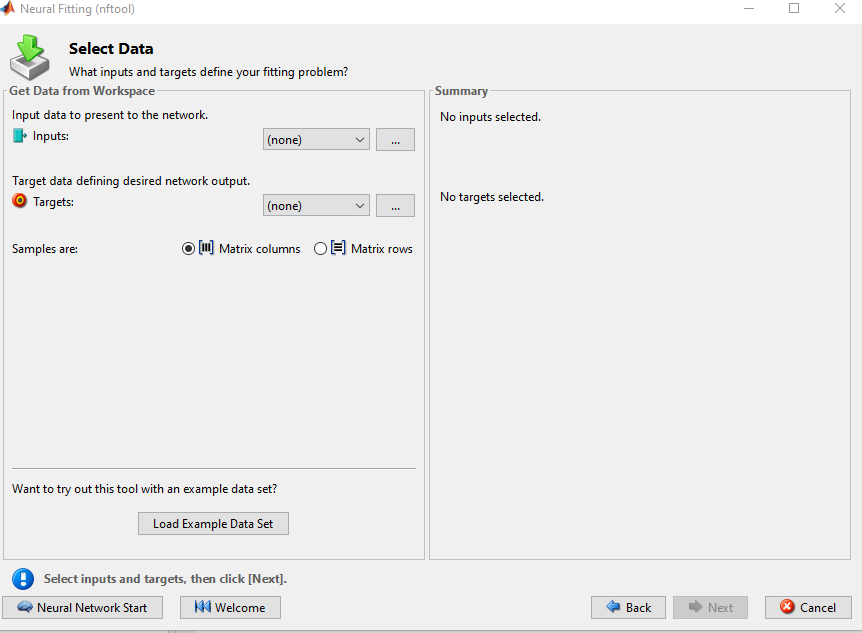 Neural Fitting (nftool)
Select Data
What inputs and targets define your fitting problem?
Get Data from Workspace
Input data to present to the network.
Inputs:
(none)
...
Target data defining desired network output.
Targets:
(none)
...
Samples are:
Matrix columns
Matrix rows
Want to try out this tool with an example data set?
Load Example Data Set
Summary
No inputs selected.
No targets selected.
Select inputs and targets, then click [Next].
Neural Network Start
Welcome
Back
Next
Cancel